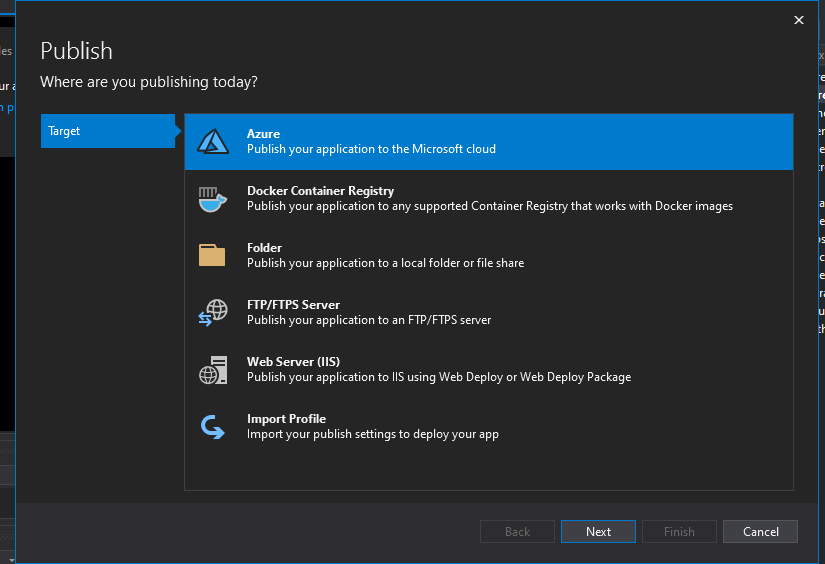 Publish
Where are you publishing today?
Target
Azure
Publish your application to the Microsoft cloud
Docker Container Registry
Publish your application to any supported Container Registry that works with Docker images
Folder
Publish your application to a local folder or file share
FTP/FTPS Server
Publish your application to an FTP/FTPS server
Web Server (IIS)
Publish your application to IIS using Web Deploy or Web Deploy Package
Import Profile
Import your publish settings to deploy your app
Back
Next
Finish
Cancel